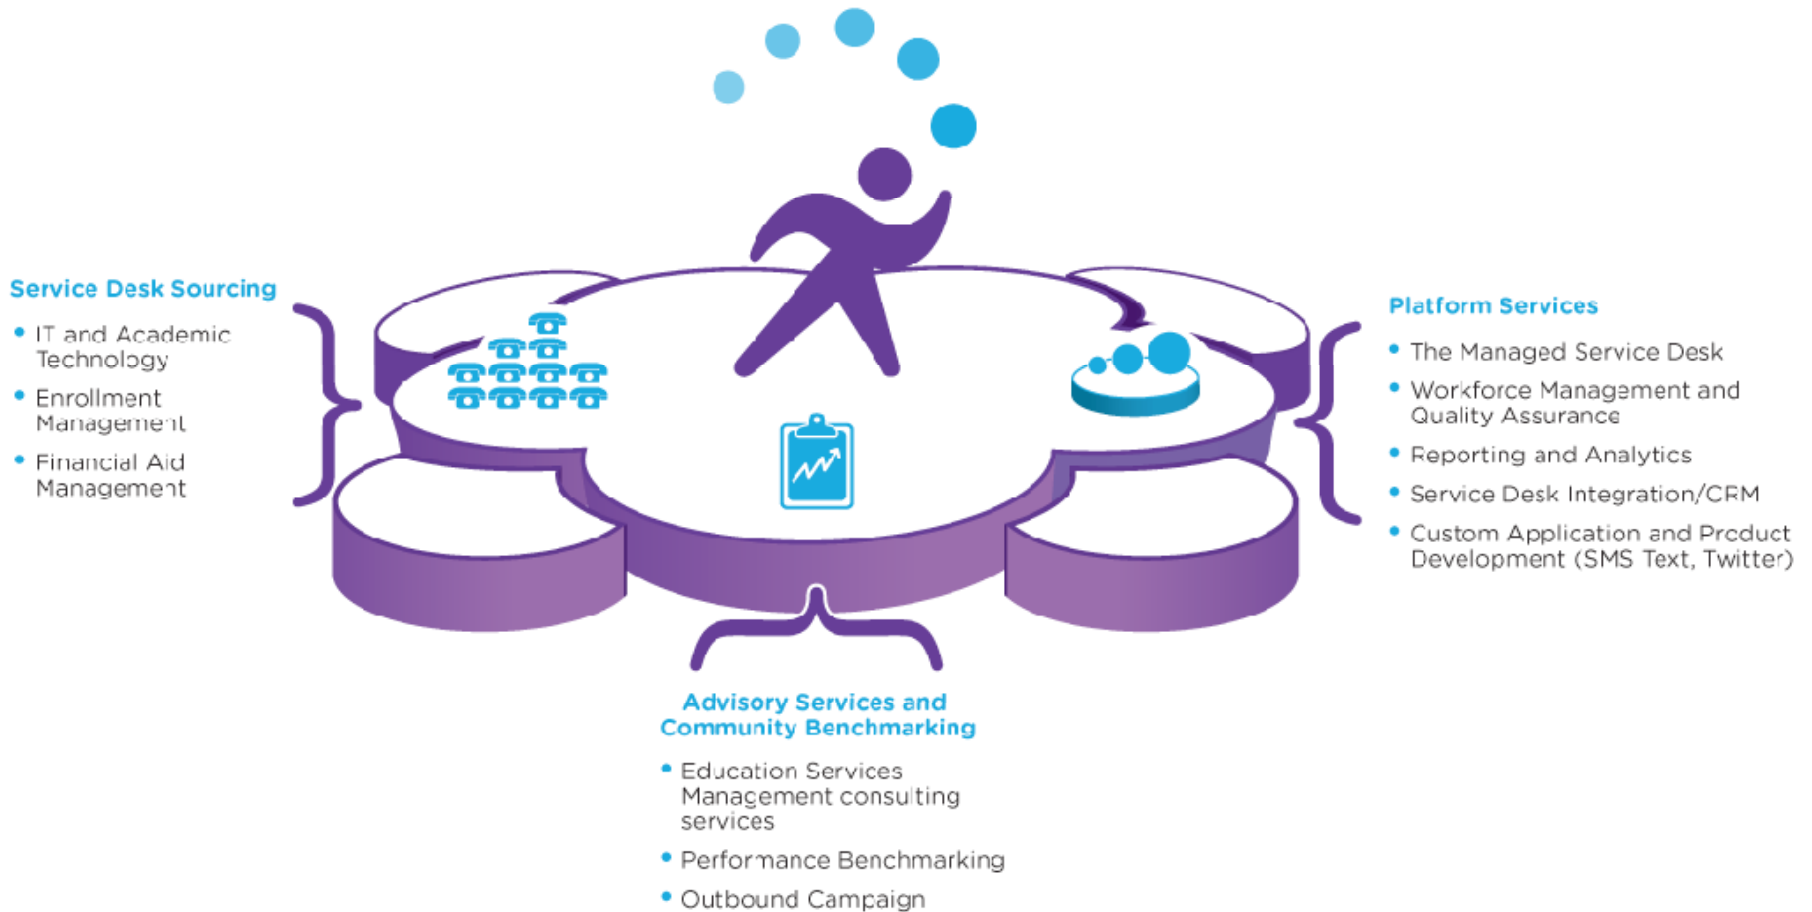 Service Desk Sourcing
• IT and Academic
Technology
• Enrollment
Management
• Financial Aid
Management
Platform Services
• The Managed Service Desk
• Workforce Management and
Quality Assurance
• Reporting and Analytics
• Service Desk Integration/CRM
• Custom Application and Product
Development (SMS Text, Twitter)
Advisory Services and
Community Benchmarking
• Education Services
Management consulting
services
• Performance Benchmarking
• Outbound Campaign